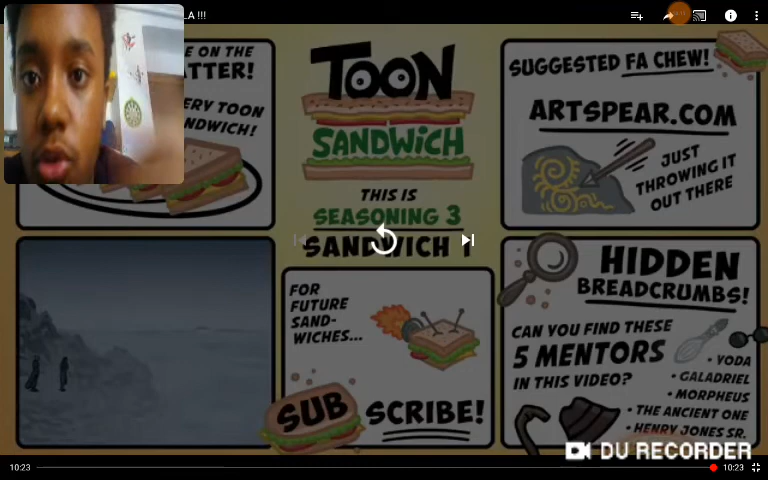 LA !!!
E ON THE
ATTER!
ERY TOON
NDWICH!
TOON
SANDWICH
THIS IS
SEASONING 3
SANDWICH 1
SUGGESTED FA CHEW!
ARTSPEAR.COM
JUST
THROWING IT
OUT THERE
FOR
FUTURE
SAND-
WICHES...
SUB SCRIBE!
HIDDEN
BREADCRUMBS!
CAN YOU FIND THESE
5 MENTORS
IN THIS VIDEO?
• YODA
• GALADRIEL
• MORPHEUS
• THE ANCIENT ONE
• HENRY JONES SR.
DU RECORDER
10:23
10:23